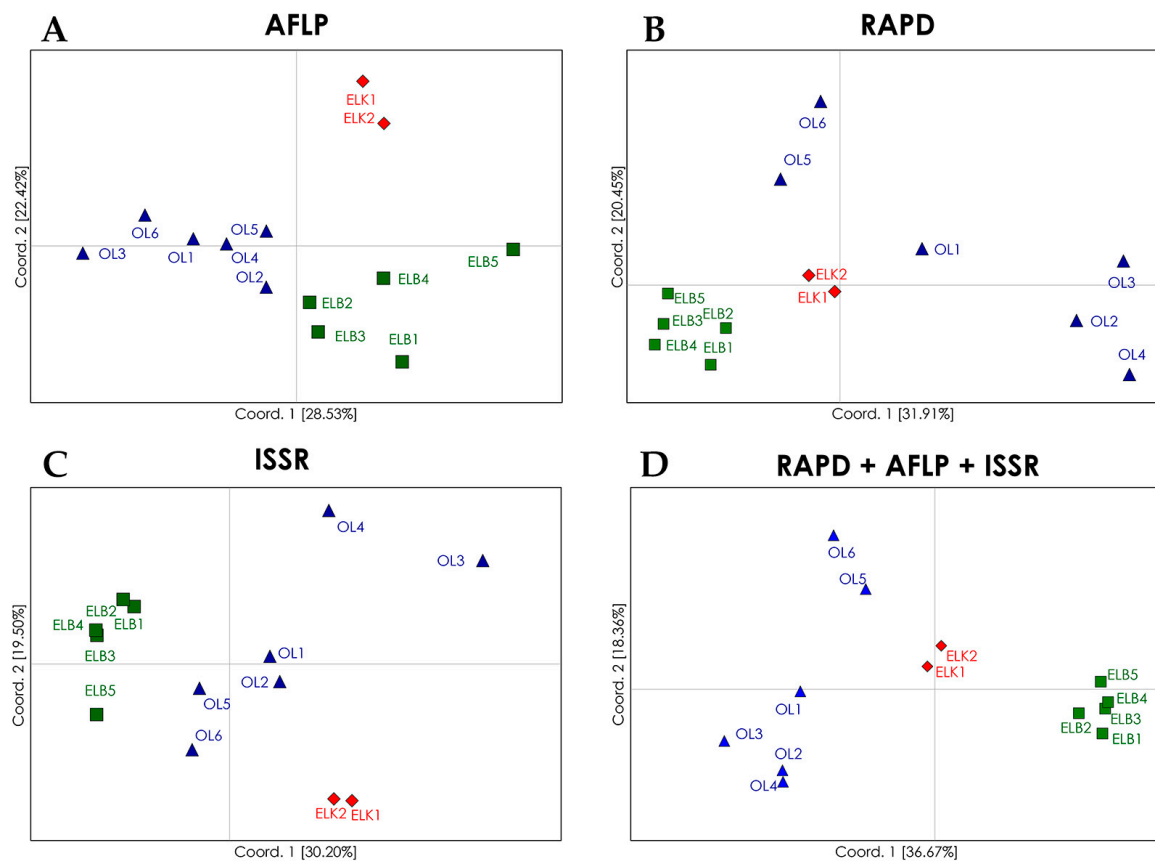 A
AFLP
ELK1
ELK2
OL6
OL3
OL1
OL5
OL4
OL2
ELB5
ELB4
ELB2
ELB3
ELB1
Coord. 2 [22.42%]
Coord. 1 [28.53%]
B
RAPD
OL6
OL5
OL1
ELK2
ELK1
OL3
OL2
OL4
ELB5
ELB3
ELB2
ELB4
ELB1
Coord. 2 [20.45%]
Coord. 1 [31.91%]
C
ISSR
OL4
OL3
ELB2
ELB4
ELB1
ELB3
ELB5
OL1
OL2
OL5
OL6
ELK2
ELK1
Coord. 2 [19.50%]
Coord. 1 [30.20%]
D
RAPD + AFLP + ISSR
OL6
OL5
ELK2
ELK1
OL1
OL3
OL2
OL4
ELB5
ELB4
ELB2
ELB3
ELB1
Coord. 2 [18.36%]
Coord. 1 [36.67%]